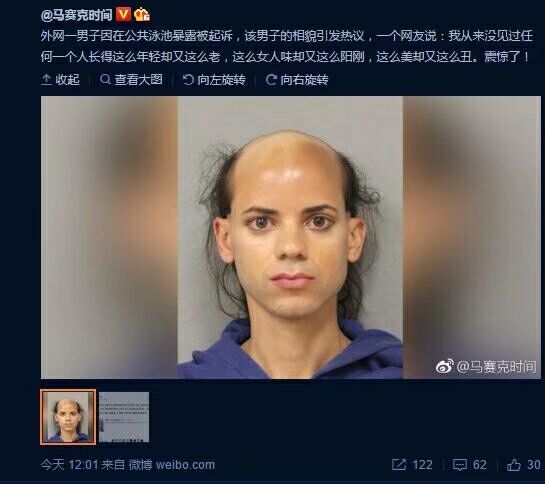 @马赛克时间 V
外网一男子因在公共泳池暴露被起诉，该男子的相貌引发热议，一个网友说：我从来没见过任
何一个人长得这么年轻却又这么老，这么女人味却又这么阳刚，这么美却又这么丑。震惊了！
收起 查看大图 向左旋转 向右旋转
@马赛克时间
今天 12:01 来自 微博 weibo.com 122 62 30